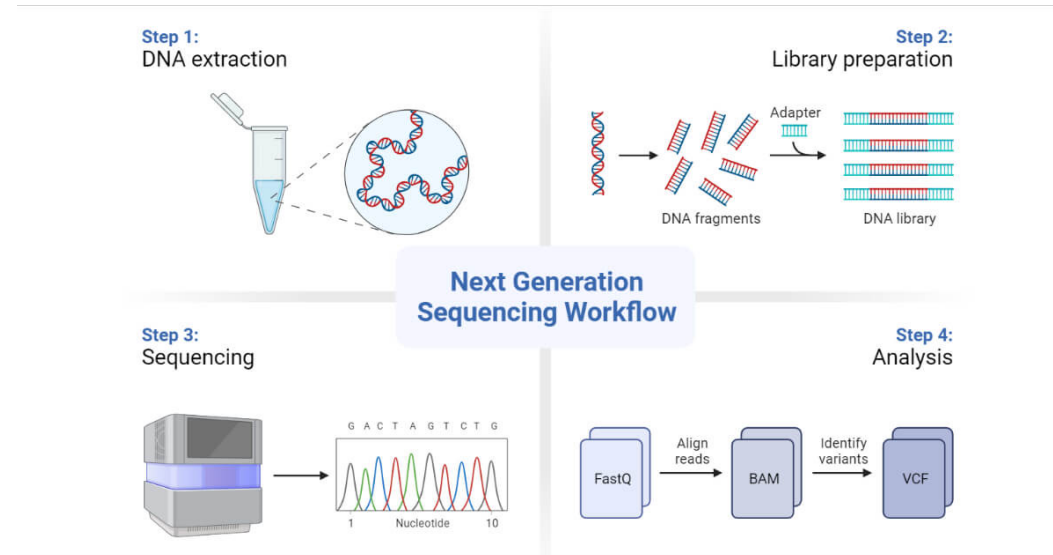 Step 1:
DNA extraction
Step 2:
Library preparation
Adapter
DNA fragments
DNA library
Next Generation
Sequencing Workflow
Step 3:
Sequencing
G A C T A G T C T G
1
Nucleotide
10
Step 4:
Analysis
FastQ
Align
reads
BAM
Identify
variants
VCF